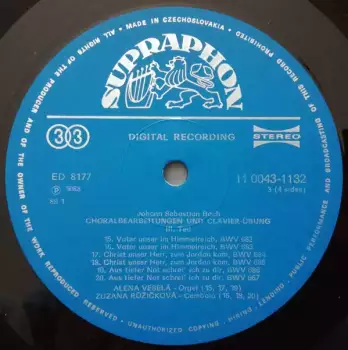 ALL RIGHTS OF THE PRODUCER AND OF THE OWNER OF THE WORK REPRODUCED RESERVED · UNAUTHORIZED COPYING · HIRING · LENDING · PUBLIC PERFORMANCE AND BROADCASTING OF THIS RECORD PROHIBITED · MADE IN CZECHOSLOVAKIA
SUPRAPHON
33
DIGITAL RECORDING
STEREO
ED 8177
0043-1132
(4 sides)
Johann Sebastian Bach
CHORALBEARBEITUNGEN UND CLAVIER-ÜBUNG
III. Teil
15. Vater unser im Himmelreich, BWV 682
16. Vater unser im Himmelreich, BWV 683
17. Christ unser Herr, zum Jordan kam, BWV 684
18. Christ unser Herr, zum Jordan kam, BWV 685
19. Aus tiefer Not schrei' ich zu dir, BWV 686
20. Aus tiefer Not schrei' ich zu dir, BWV 687
ALENA VESELÁ - Orgel (15, 17, 19)
ZUZANA RŮŽIČKOVÁ - Cembalo (16, 18, 20)